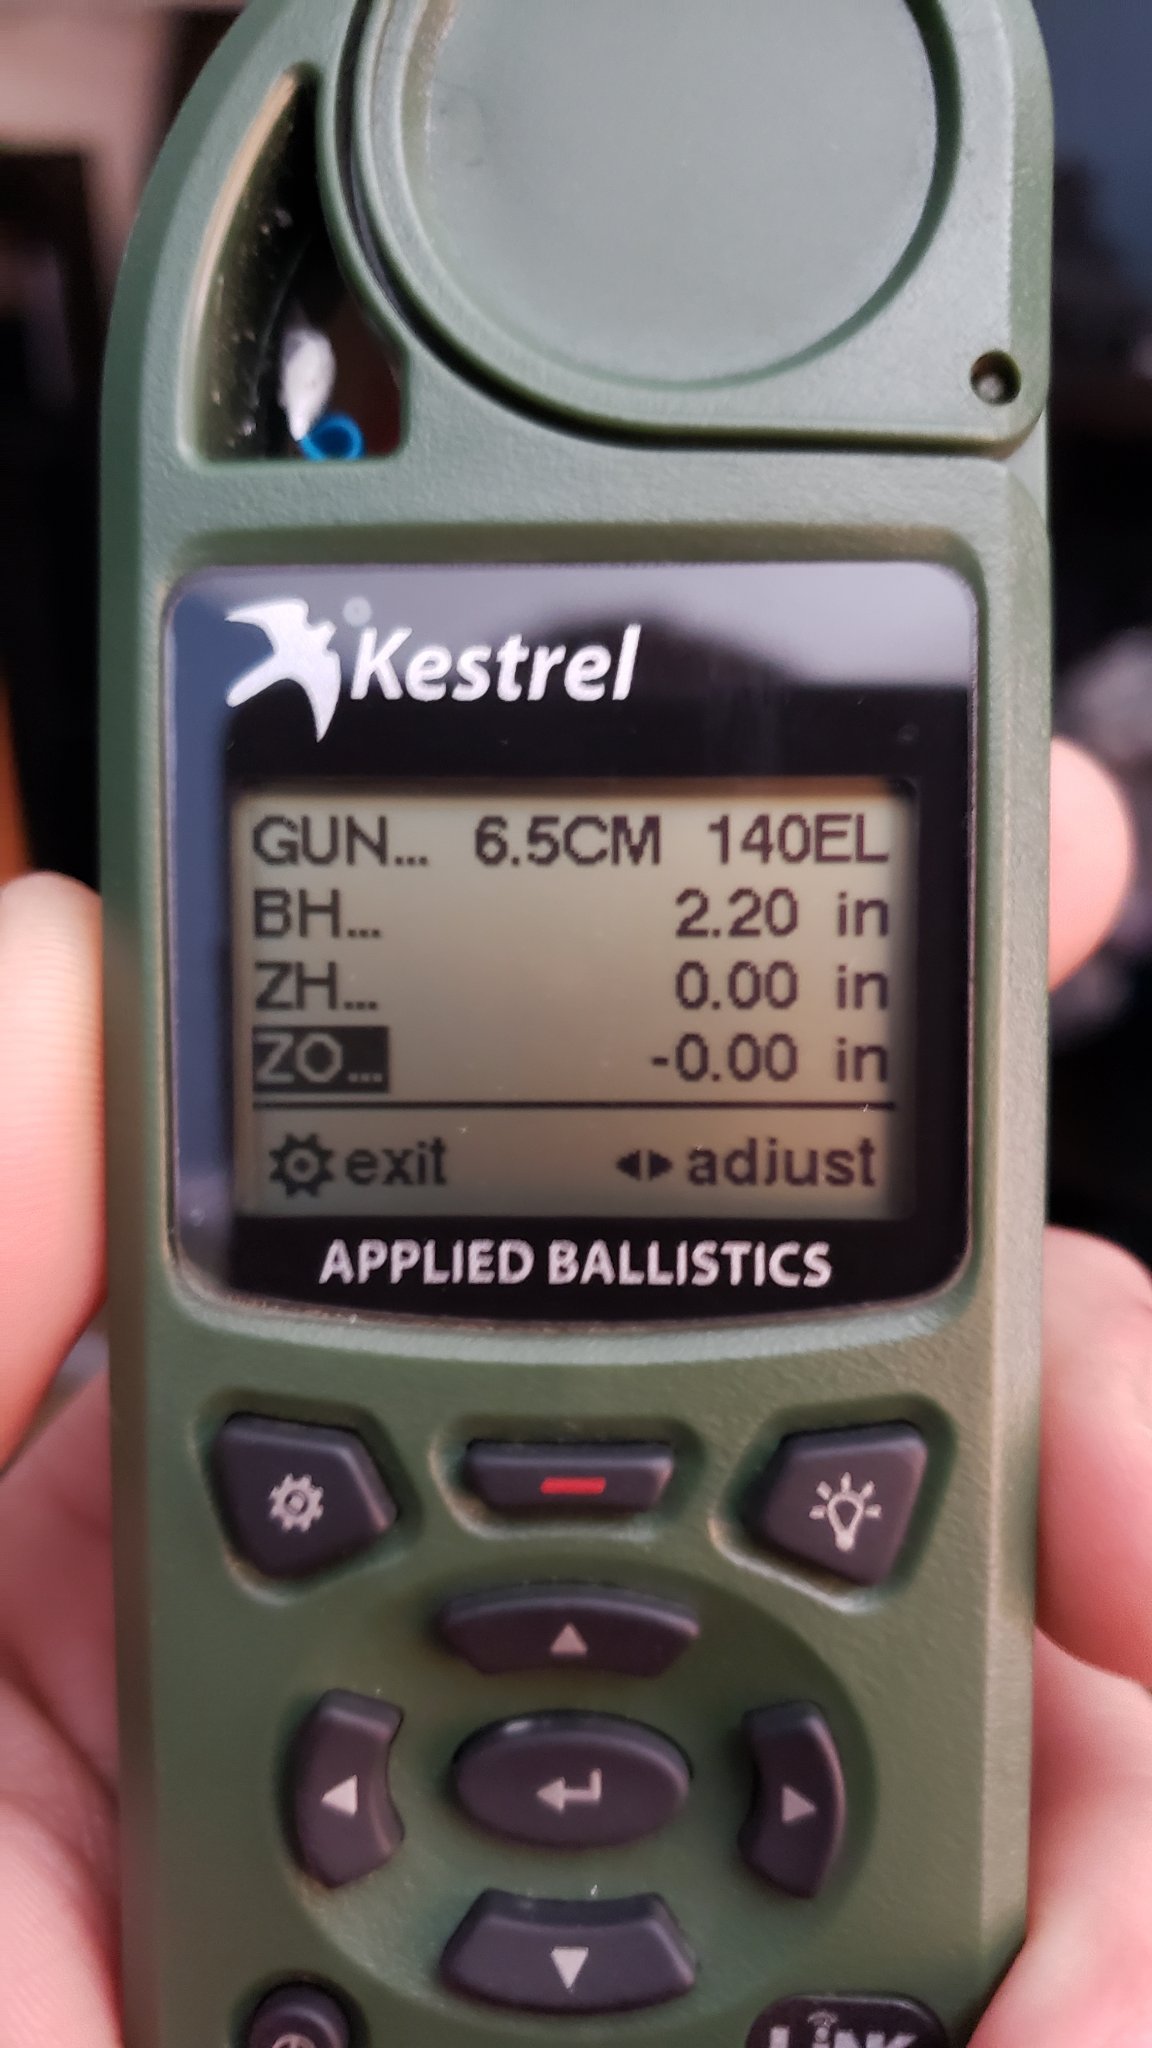 Kestrel
GUN... 6.5CM 140EL
BH... 2.20 in
ZH... 0.00 in
ZO... -0.00 in
exit adjust
APPLIED BALLISTICS
LiNK